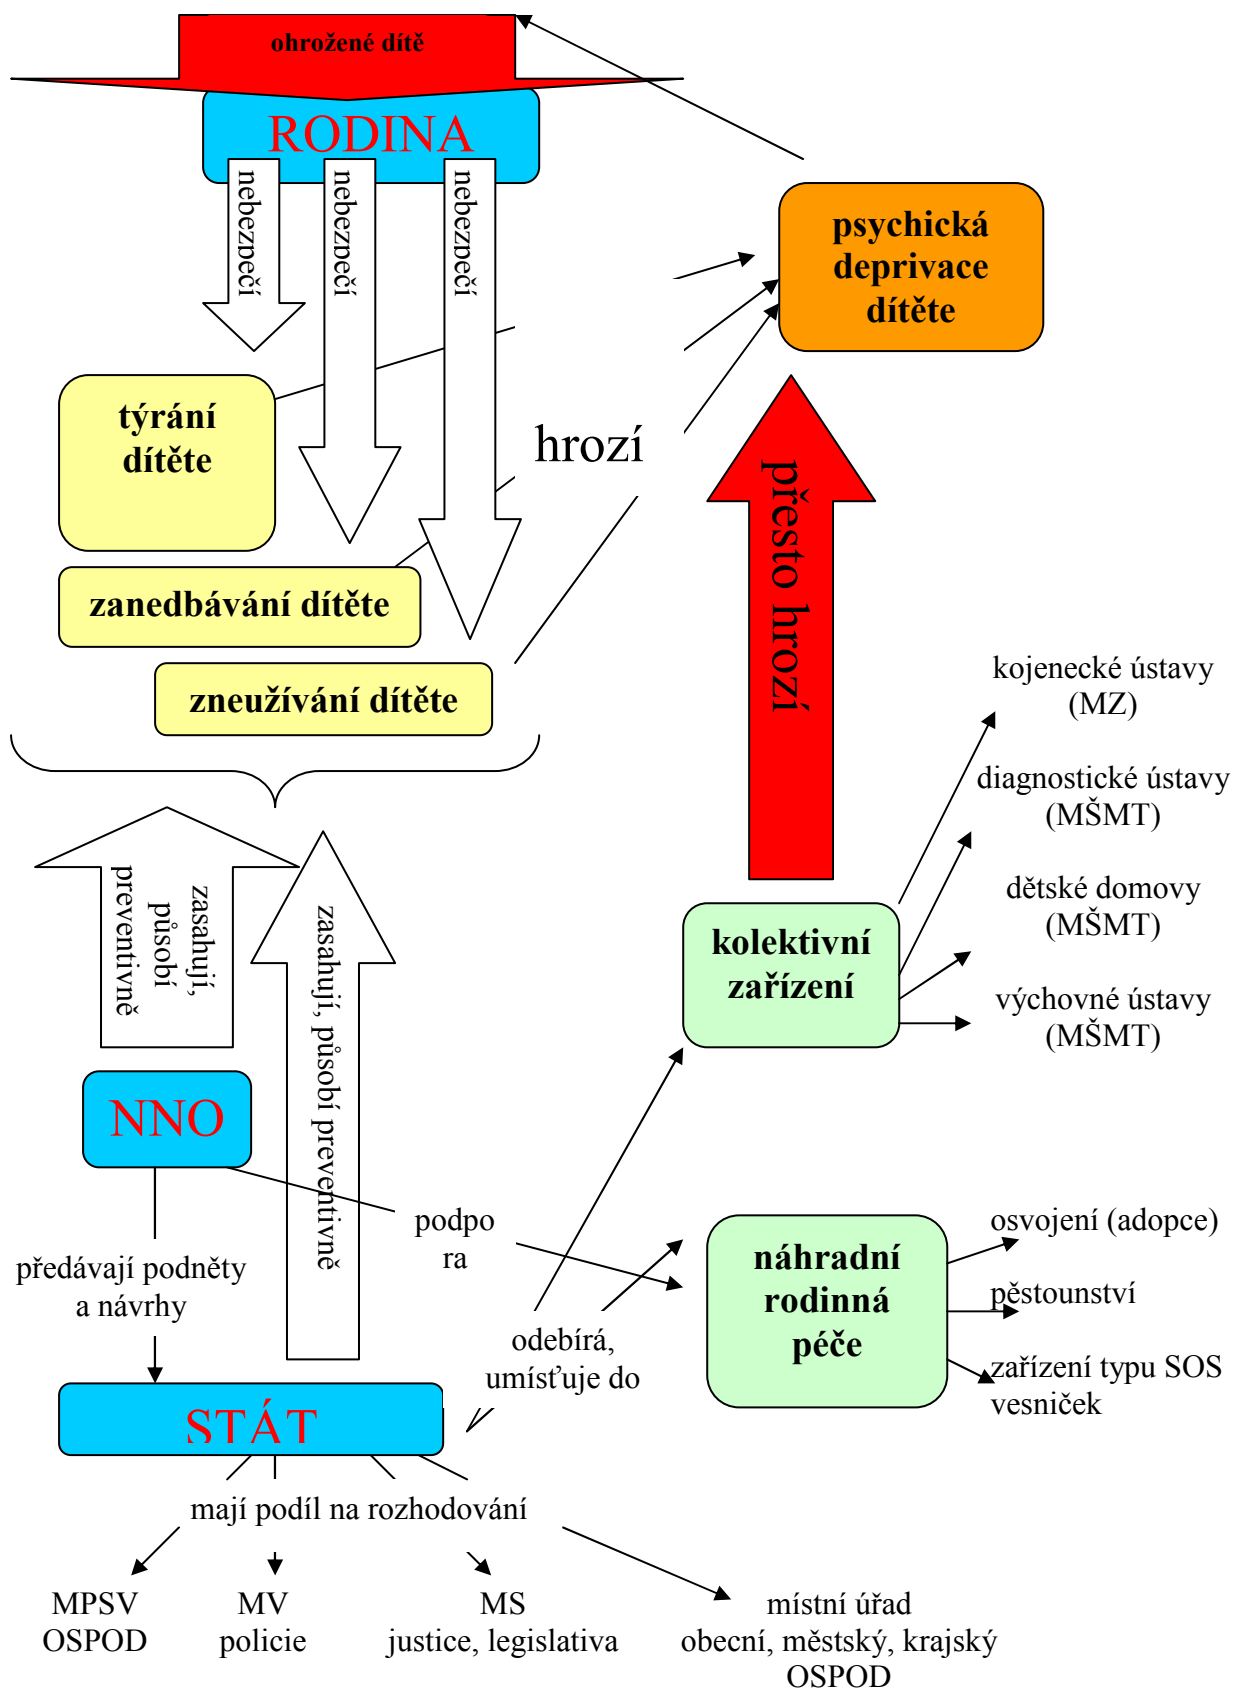 ohrožené dítě
RODINA
nebezpečí
nebezpečí
nebezpečí
psychická
deprivace
dítěte
týrání
dítěte
hrozí
přesto hrozí
zanedbávání dítěte
zneužívání dítěte
kojenecké ústavy
(MZ)
diagnostické ústavy
(MŠMT)
dětské domovy
(MŠMT)
výchovné ústavy
(MŠMT)
zasahují,
působí
preventivně
zasahují, působí preventivně
kolektivní
zařízení
NNO
podpo
ra
předávají podněty
a návrhy
náhradní
rodinná
péče
osvojení (adopce)
pěstounství
zařízení typu SOS
vesniček
odebírá,
umísťuje do
STÁT
mají podíl na rozhodování
MPSV
OSPOD
MV
policie
MS
justice, legislativa
místní úřad
obecní, městský, krajský
OSPOD